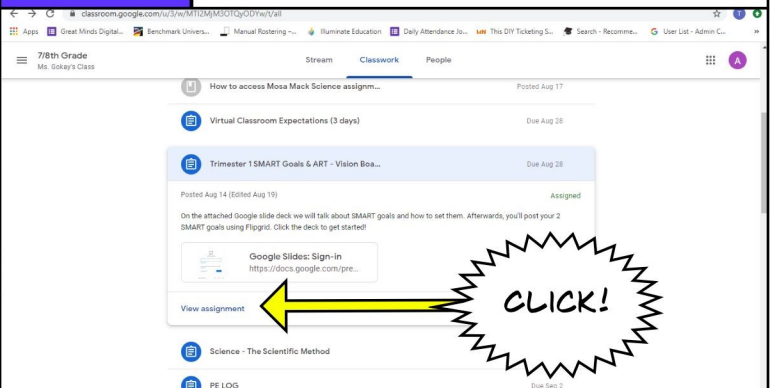 classroom.google.com/u/3/w/MTI2MjM3OTQyODYw/t/all
Apps Great Minds Digital... Benchmark Univers... Manual Rostering –... Illuminate Education Daily Attendance Jo... This DIY Ticketing S... Search - Recomme... User List - Admin C... »
7/8th Grade
Ms. Gokay's Class
Stream Classwork People
A
How to access Mosa Mack Science assignm... Posted Aug 17
Virtual Classroom Expectations (3 days) Due Aug 28
Trimester 1 SMART Goals & ART - Vision Boa... Due Aug 28
Posted Aug 14 (Edited Aug 19) Assigned
On the attached Google slide deck we will talk about SMART goals and how to set them. Afterwards, you'll post your 2
SMART goals using Flipgrid. Click the deck to get started!
Google Slides: Sign-in
https://docs.google.com/pre...
View assignment
CLICK!
Science - The Scientific Method
PE LOG Due Sep 2